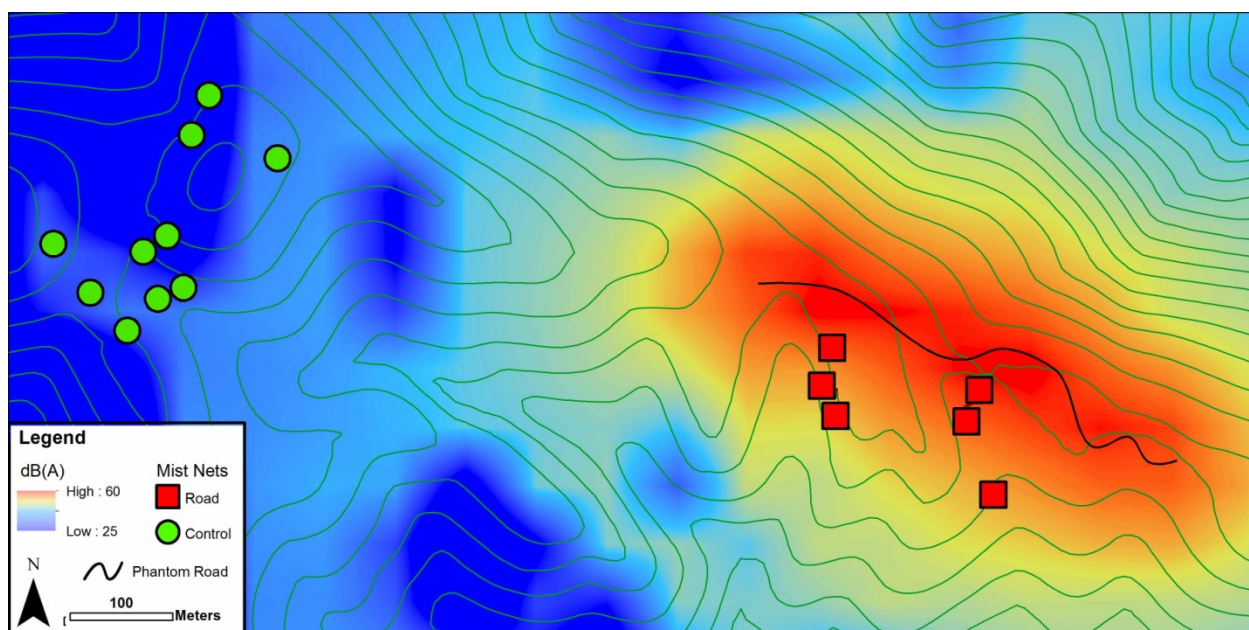 Legend
dB(A)
High : 60
Low : 25
Mist Nets
Road
Control
N
Phantom Road
100
Meters